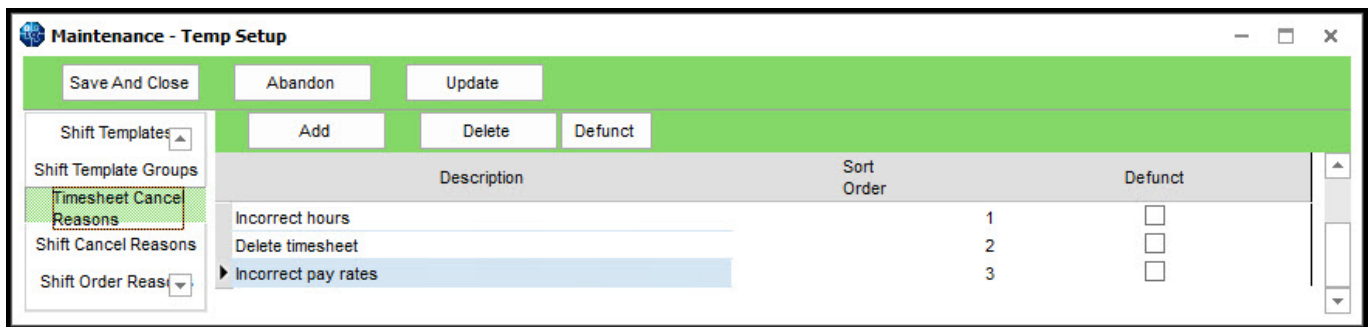 Maintenance - Temp Setup
Save And Close Abandon Update
Shift Templates Add Delete Defunct
Shift Template Groups
Description Sort Order Defunct
Timesheet Cancel Reasons
Incorrect hours 1
Shift Cancel Reasons
Delete timesheet 2
Shift Order Reas
Incorrect pay rates 3